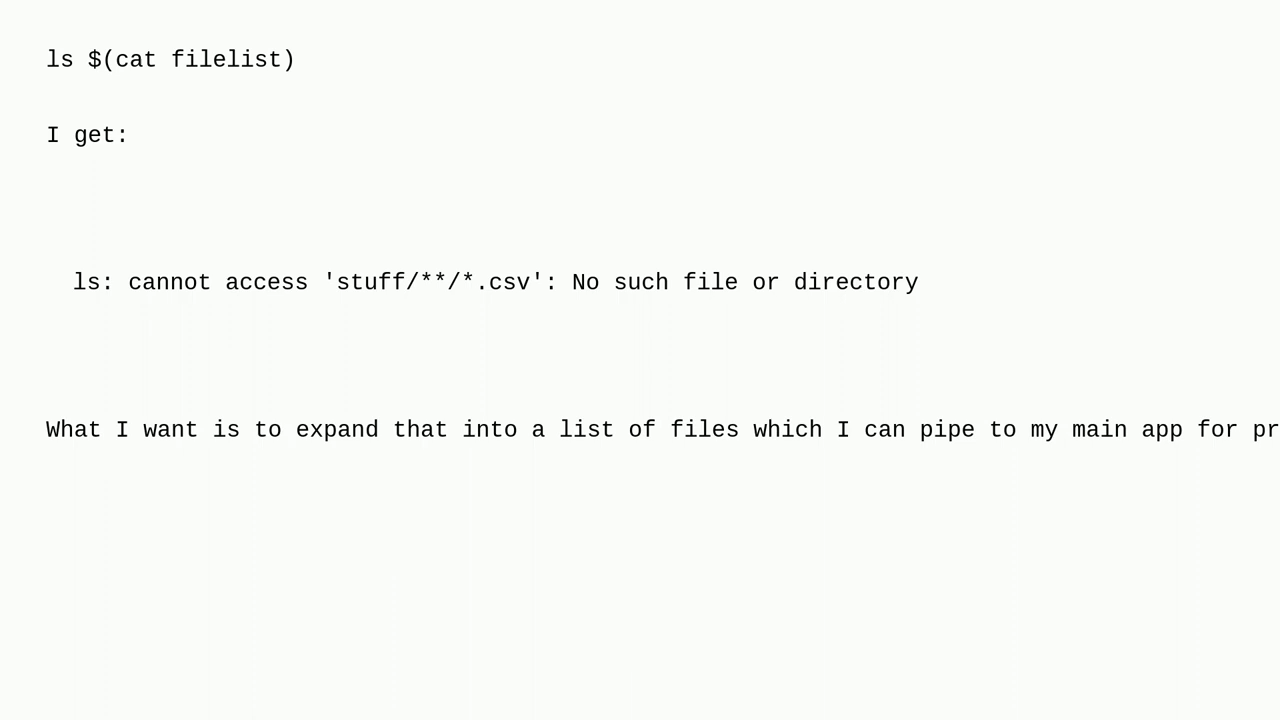 ls $(cat filelist)
I get:
ls: cannot access 'stuff/**/*.csv': No such file or directory
What I want is to expand that into a list of files which I can pipe to my main app for